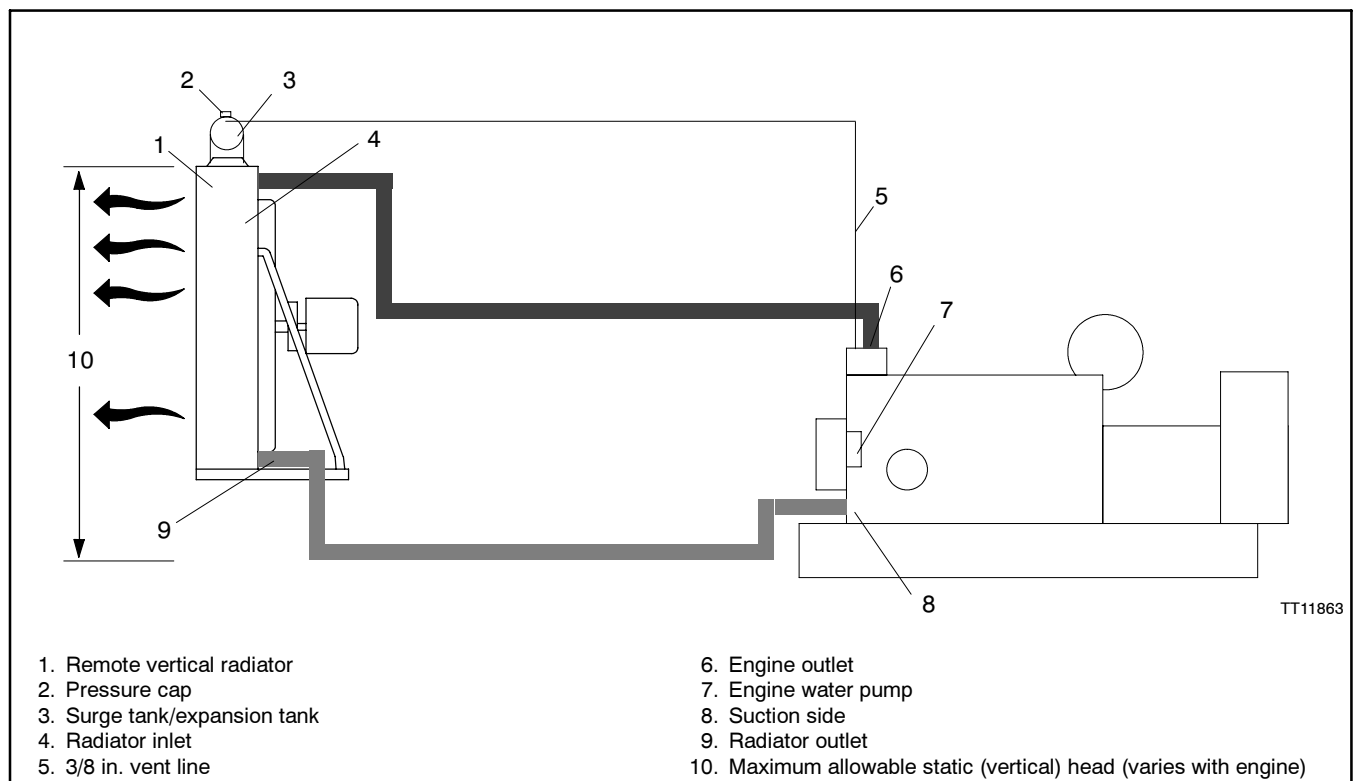 2
3
1
4
5
6
7
10
9
8
TT11863
1. Remote vertical radiator
2. Pressure cap
3. Surge tank/expansion tank
4. Radiator inlet
5. 3/8 in. vent line
6. Engine outlet
7. Engine water pump
8. Suction side
9. Radiator outlet
10. Maximum allowable static (vertical) head (varies with engine)